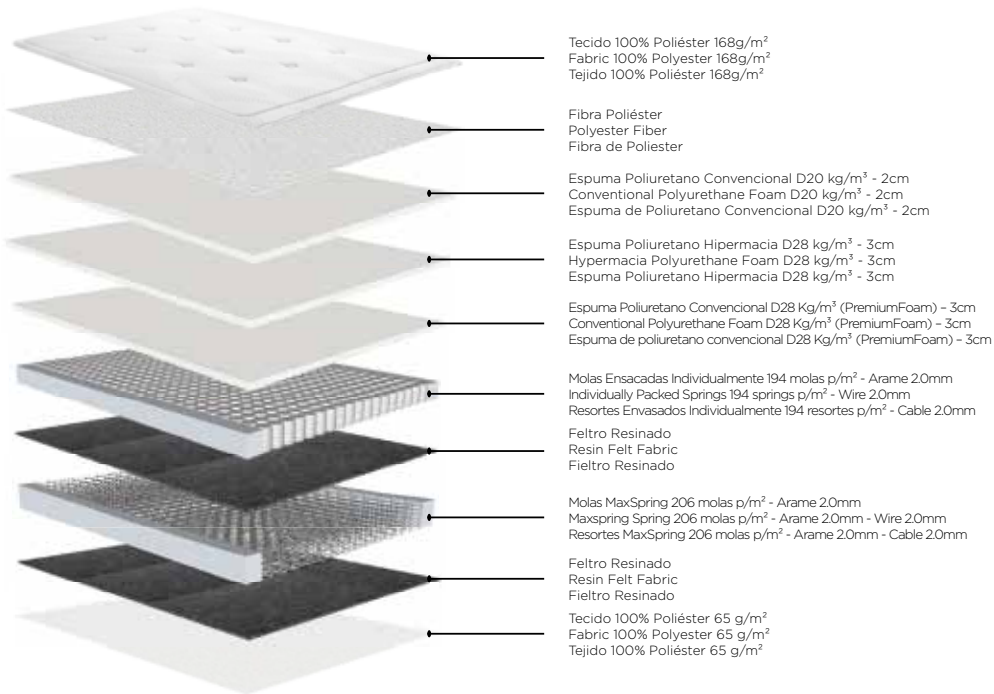 Tecido 100% Poliéster 168g/m²
Fabric 100% Polyester 168g/m²
Tejido 100% Poliéster 168g/m²
Fibra Poliéster
Polyester Fiber
Fibra de Poliester
Espuma Poliuretano Convencional D20 kg/m³ - 2cm
Conventional Polyurethane Foam D20 kg/m³ - 2cm
Espuma de Poliuretano Convencional D20 kg/m³ - 2cm
Espuma Poliuretano Hipermacia D28 kg/m³ - 3cm
Hypermacia Polyurethane Foam D28 kg/m³ - 3cm
Espuma Poliuretano Hipermacia D28 kg/m³ - 3cm
Espuma Poliuretano Convencional D28 Kg/m³ (PremiumFoam) – 3cm
Conventional Polyurethane Foam D28 Kg/m³ (PremiumFoam) – 3cm
Espuma de poliuretano convencional D28 Kg/m³ (PremiumFoam) – 3cm
Molas Ensacadas Individualmente 194 molas p/m² - Arame 2.0mm
Individually Packed Springs 194 springs p/m² - Wire 2.0mm
Resortes Envasados Individualmente 194 resortes p/m² - Cable 2.0mm
Feltro Resinado
Resin Felt Fabric
Fieltro Resinado
Molas MaxSpring 206 molas p/m² - Arame 2.0mm
Maxspring Spring 206 molas p/m² - Arame 2.0mm - Wire 2.0mm
Resortes MaxSpring 206 molas p/m² - Arame 2.0mm - Cable 2.0mm
Feltro Resinado
Resin Felt Fabric
Fieltro Resinado
Tecido 100% Poliéster 65 g/m²
Fabric 100% Polyester 65 g/m²
Tejido 100% Poliéster 65 g/m²